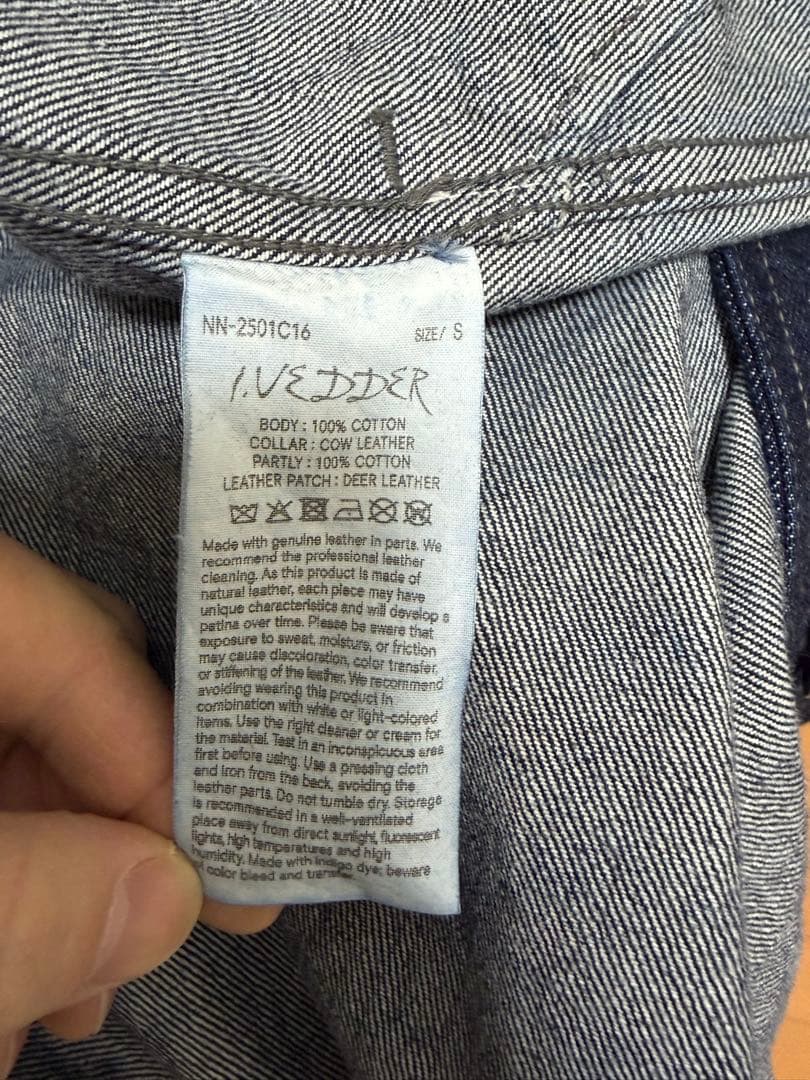 NN-2501C16 SIZE/ S
I.VEDDER
BODY : 100% COTTON
COLLAR : COW LEATHER
PARTLY : 100% COTTON
LEATHER PATCH : DEER LEATHER
Made with genuine leather in parts. We
recommend the professional leather
cleaning. As this product is made of
natural leather, each piece may have
unique characteristics and will develop a
patina over time. Please be aware that
exposure to sweat, moisture, or friction
may cause discoloration, color transfer,
or stiffening of the leather. We recommend
avoiding wearing this product in
combination with white or light-colored
items. Use the right cleaner or cream for
the material. Test in an inconspicuous area
first before using. Use a pressing cloth
and iron from the back, avoiding the
leather parts. Do not tumble dry. Storage
is recommended in a well-ventilated
place away from direct sunlight, fluorescent
lights, high temperatures and high
humidity. Made with indigo dye; beware
color bleed and transfer.